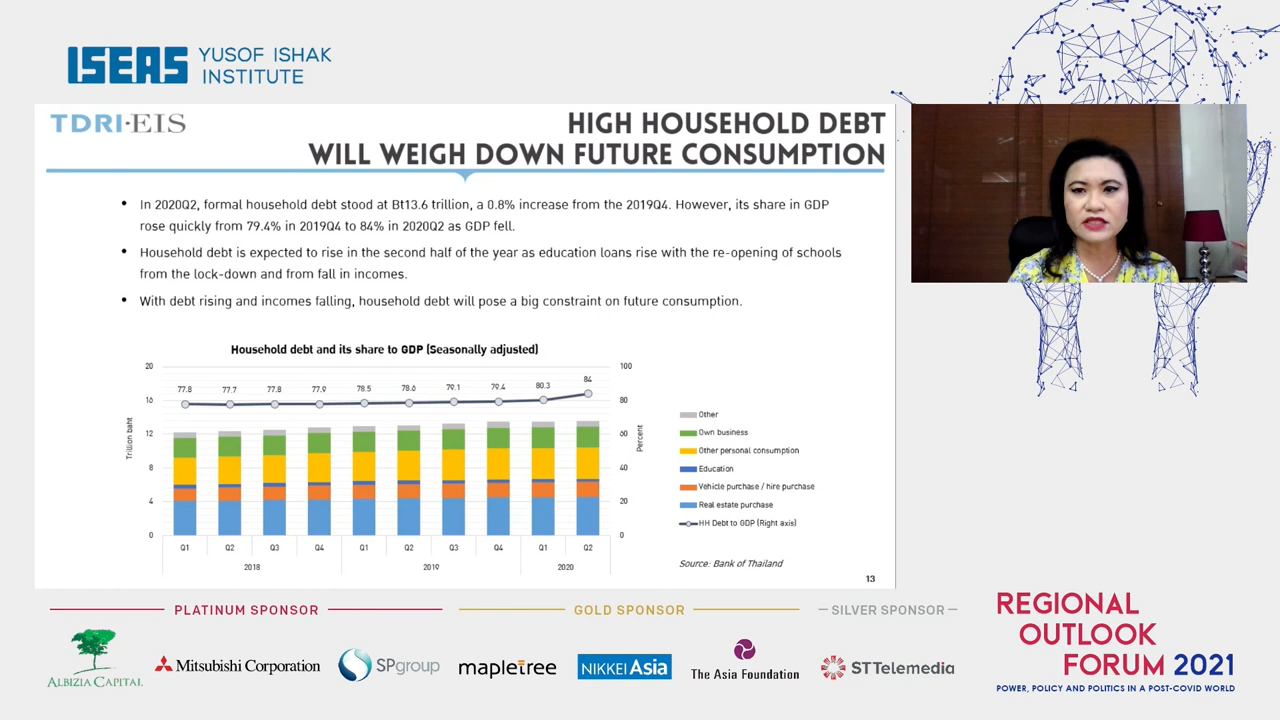 ISEAS YUSOF ISHAK
INSTITUTE
TDRI·EIS
HIGH HOUSEHOLD DEBT
WILL WEIGH DOWN FUTURE CONSUMPTION
• In 2020Q2, formal household debt stood at Bt13.6 trillion, a 0.8% increase from the 2019Q4. However, its share in GDP
rose quickly from 79.4% in 2019Q4 to 84% in 2020Q2 as GDP fell.
• Household debt is expected to rise in the second half of the year as education loans rise with the re-opening of schools
from the lock-down and from fall in incomes.
• With debt rising and incomes falling, household debt will pose a big constraint on future consumption.
Household debt and its share to GDP (Seasonally adjusted)
20 100
77.8 77.7 77.8 77.9 78.5 78.6 79.1 79.4 80.3 84
16 80
12 60
8 40
4 20
0 0
Trillion baht
Percent
Q1 Q2 Q3 Q4 Q1 Q2 Q3 Q4 Q1 Q2
2018 2019 2020
Other
Own business
Other personal consumption
Education
Vehicle purchase / hire purchase
Real estate purchase
HH Debt to GDP (Right axis)
Source: Bank of Thailand
13
PLATINUM SPONSOR
GOLD SPONSOR
SILVER SPONSOR
ALBIZIA CAPITAL
Mitsubishi Corporation
SPgroup
mapletree
NIKKEI Asia
The Asia Foundation
ST Telemedia
REGIONAL
OUTLOOK
FORUM 2021
POWER, POLICY AND POLITICS IN A POST-COVID WORLD